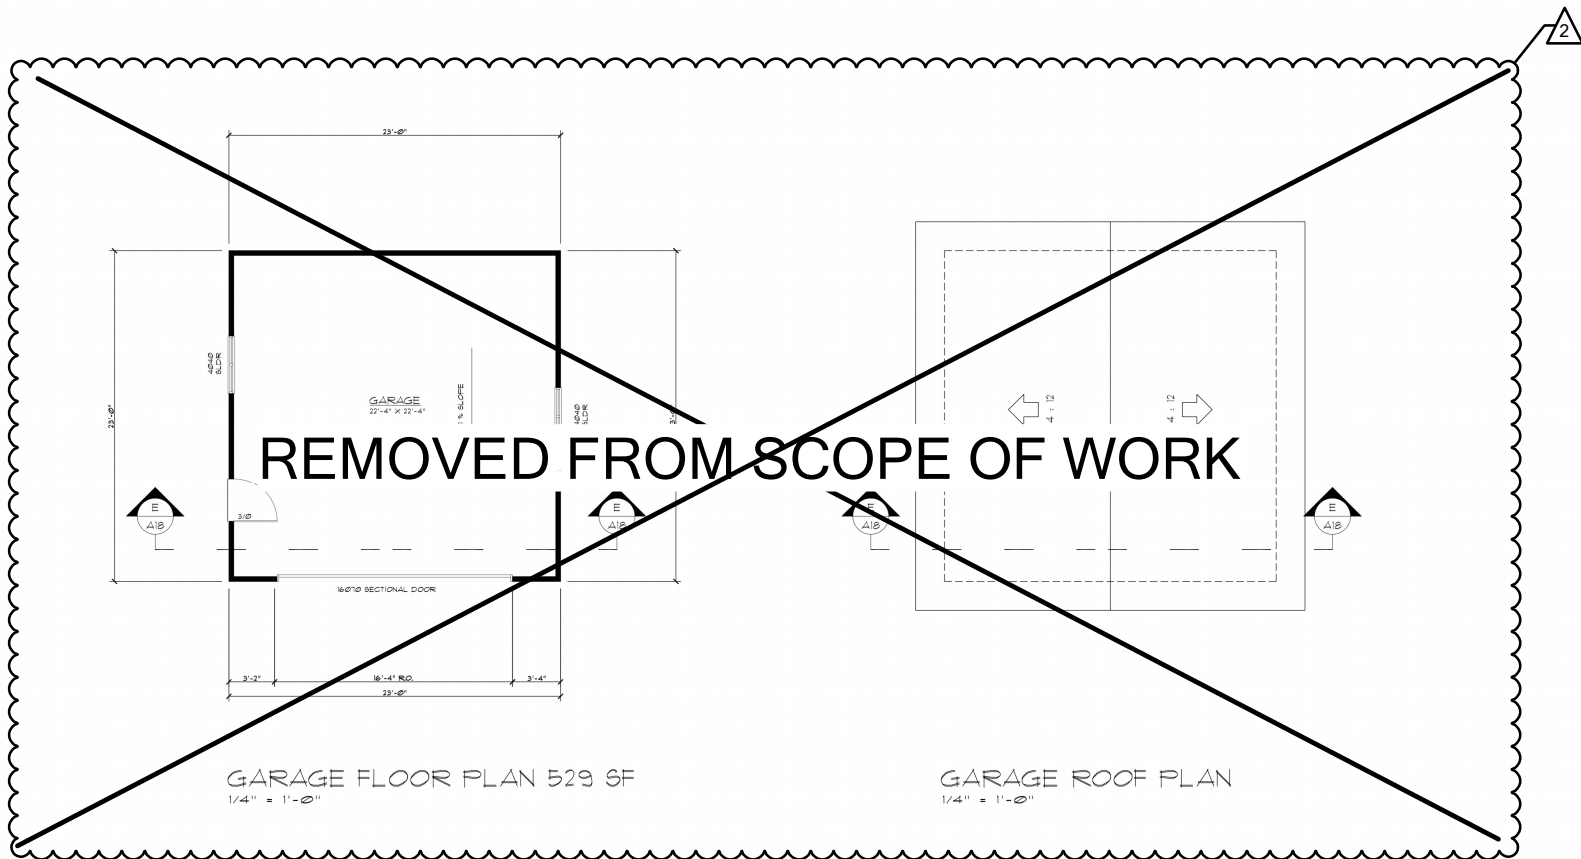 2
23'-0"
4040
SLDR
23'-0"
GARAGE
22'-4" X 22'-4"
1% SLOPE
SLDR
4 : 12
4 : 12
REMOVED FROM SCOPE OF WORK
E
A18
3/0
E
A18
E
A18
E
A18
16070 SECTIONAL DOOR
3'-2"
16'-4" R.O.
3'-4"
23'-0"
GARAGE FLOOR PLAN 529 SF
1/4" = 1'-0"
GARAGE ROOF PLAN
1/4" = 1'-0"